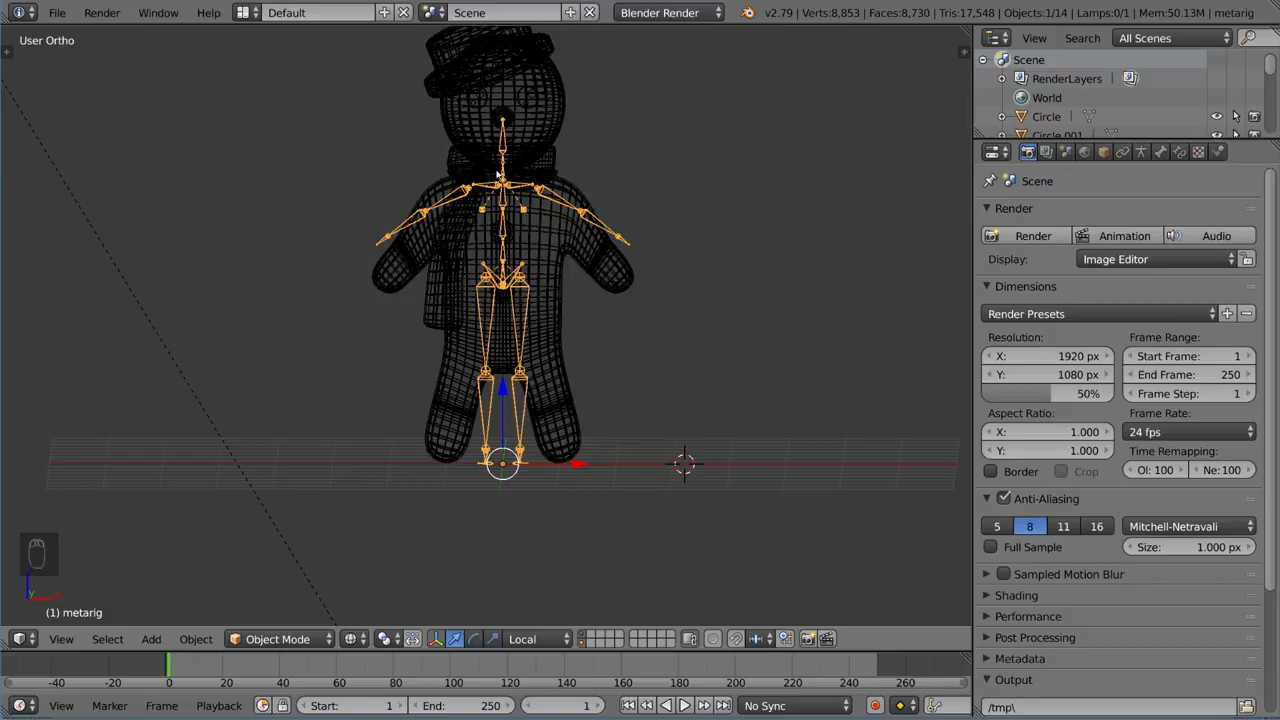 File Render Window Help Default Scene Blender Render v2.79 | Verts:8,853 | Faces:8,730 | Tris:17,548 | Objects:1/14 | Lamps:0/1 | Mem:50.13M | metarig
User Ortho
View Search All Scenes
Scene
RenderLayers
World
Circle
Circle.001
Scene
Render
Render Animation Audio
Display: Image Editor
Dimensions
Render Presets
Resolution: Frame Range:
X: 1920 px Start Frame: 1
Y: 1080 px End Frame: 250
50% Frame Step: 1
Aspect Ratio: Frame Rate:
X: 1.000 24 fps
Y: 1.000 Time Remapping:
Border Crop Ol: 100 Ne: 100
Anti-Aliasing
5 8 11 16 Mitchell-Netravali
Full Sample Size: 1.000 px
Sampled Motion Blur
Shading
Performance
Post Processing
Metadata
Output
/tmp\
z
y x
(1) metarig
View Select Add Object Object Mode Local
-40 -20 0 20 40 60 80 100 120 140 160 180 200 220 240 260
View Marker Frame Playback Start: 1 End: 250 1 No Sync